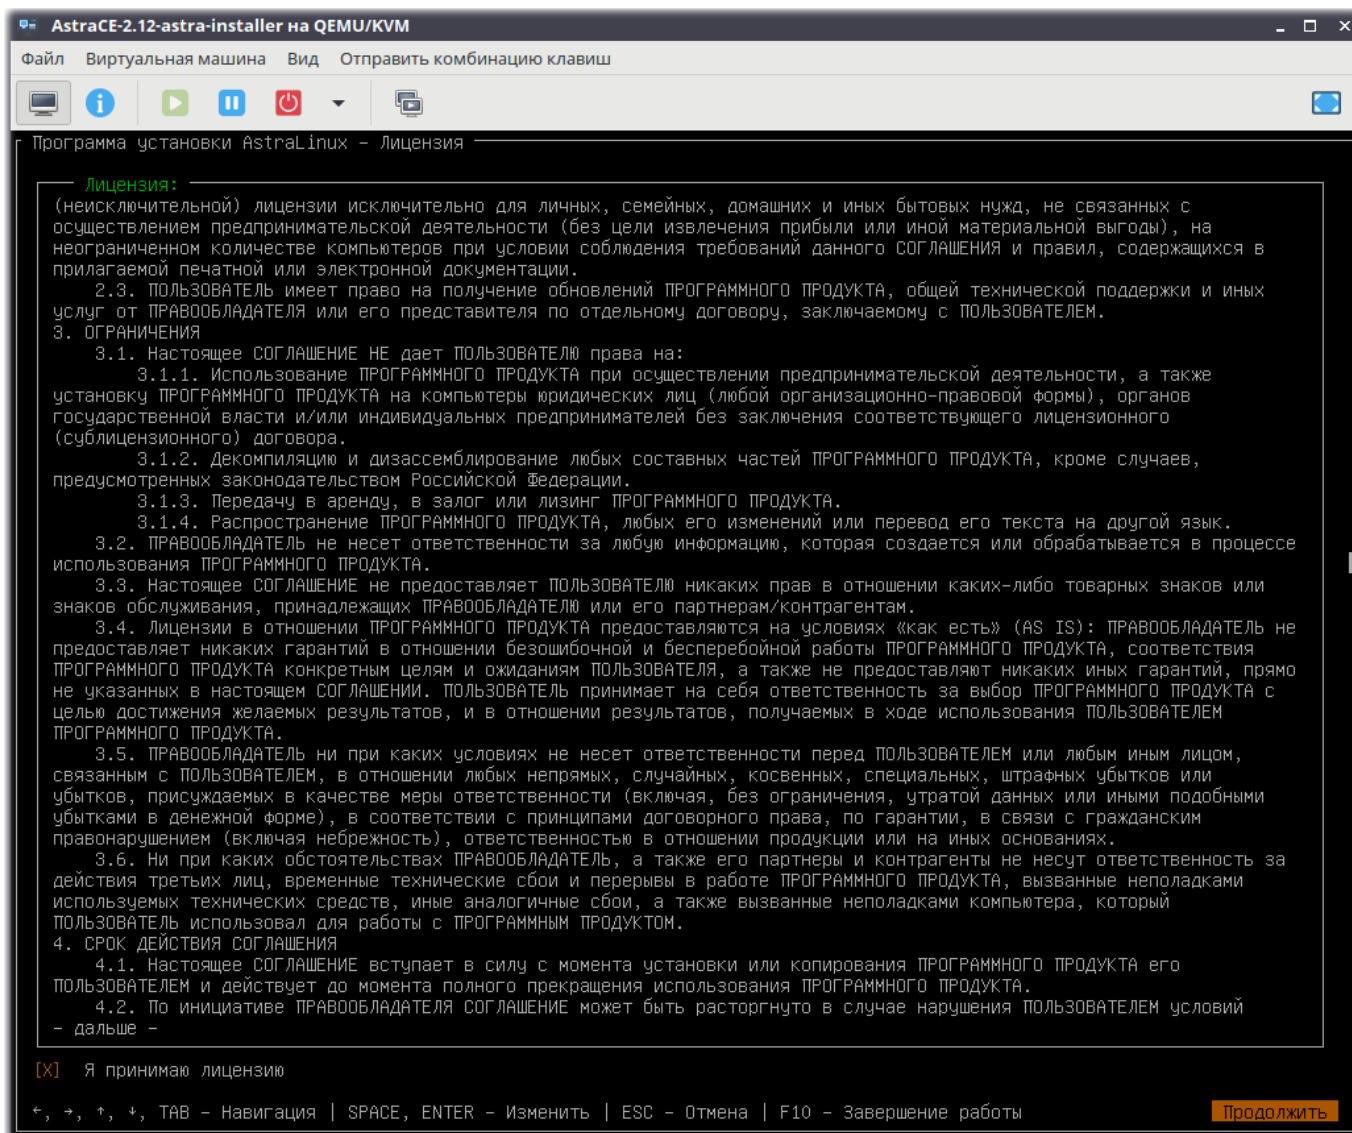 AstraCE-2.12-astra-installer на QEMU/KVM
Файл Виртуальная машина Вид Отправить комбинацию клавиш
Программа установки AstraLinux – Лицензия
Лицензия:
(неисключительной) лицензии исключительно для личных, семейных, домашних и иных бытовых нужд, не связанных с
осуществлением предпринимательской деятельности (без цели извлечения прибыли или иной материальной выгоды), на
неограниченном количестве компьютеров при условии соблюдения требований данного СОГЛАШЕНИЯ и правил, содержащихся в
прилагаемой печатной или электронной документации.
2.3. ПОЛЬЗОВАТЕЛЬ имеет право на получение обновлений ПРОГРАММНОГО ПРОДУКТА, общей технической поддержки и иных
услуг от ПРАВООБЛАДАТЕЛЯ или его представителя по отдельному договору, заключаемому с ПОЛЬЗОВАТЕЛЕМ.
3. ОГРАНИЧЕНИЯ
3.1. Настоящее СОГЛАШЕНИЕ НЕ дает ПОЛЬЗОВАТЕЛЮ права на:
3.1.1. Использование ПРОГРАММНОГО ПРОДУКТА при осуществлении предпринимательской деятельности, а также
установку ПРОГРАММНОГО ПРОДУКТА на компьютеры юридических лиц (любой организационно-правовой формы), органов
государственной власти и/или индивидуальных предпринимателей без заключения соответствующего лицензионного
(сублицензионного) договора.
3.1.2. Декомпиляцию и дизассемблирование любых составных частей ПРОГРАММНОГО ПРОДУКТА, кроме случаев,
предусмотренных законодательством Российской Федерации.
3.1.3. Передачу в аренду, в залог или лизинг ПРОГРАММНОГО ПРОДУКТА.
3.1.4. Распространение ПРОГРАММНОГО ПРОДУКТА, любых его изменений или перевод его текста на другой язык.
3.2. ПРАВООБЛАДАТЕЛЬ не несет ответственности за любую информацию, которая создается или обрабатывается в процессе
использования ПРОГРАММНОГО ПРОДУКТА.
3.3. Настоящее СОГЛАШЕНИЕ не предоставляет ПОЛЬЗОВАТЕЛЮ никаких прав в отношении каких-либо товарных знаков или
знаков обслуживания, принадлежащих ПРАВООБЛАДАТЕЛЮ или его партнерам/контрагентам.
3.4. Лицензии в отношении ПРОГРАММНОГО ПРОДУКТА предоставляются на условиях «как есть» (AS IS): ПРАВООБЛАДАТЕЛЬ не
предоставляет никаких гарантий в отношении безошибочной и бесперебойной работы ПРОГРАММНОГО ПРОДУКТА, соответствия
ПРОГРАММНОГО ПРОДУКТА конкретным целям и ожиданиям ПОЛЬЗОВАТЕЛЯ, а также не предоставляют никаких иных гарантий, прямо
не указанных в настоящем СОГЛАШЕНИИ. ПОЛЬЗОВАТЕЛЬ принимает на себя ответственность за выбор ПРОГРАММНОГО ПРОДУКТА с
целью достижения желаемых результатов, и в отношении результатов, получаемых в ходе использования ПОЛЬЗОВАТЕЛЕМ
ПРОГРАММНОГО ПРОДУКТА.
3.5. ПРАВООБЛАДАТЕЛЬ ни при каких условиях не несет ответственности перед ПОЛЬЗОВАТЕЛЕМ или любым иным лицом,
связанным с ПОЛЬЗОВАТЕЛЕМ, в отношении любых непрямых, случайных, косвенных, специальных, штрафных убытков или
убытков, присуждаемых в качестве меры ответственности (включая, без ограничения, утратой данных или иными подобными
убытками в денежной форме), в соответствии с принципами договорного права, по гарантии, в связи с гражданским
правонарушением (включая небрежность), ответственностью в отношении продукции или на иных основаниях.
3.6. Ни при каких обстоятельствах ПРАВООБЛАДАТЕЛЬ, а также его партнеры и контрагенты не несут ответственность за
действия третьих лиц, временные технические сбои и перерывы в работе ПРОГРАММНОГО ПРОДУКТА, вызванные неполадками
используемых технических средств, иные аналогичные сбои, а также вызванные неполадками компьютера, который
ПОЛЬЗОВАТЕЛЬ использовал для работы с ПРОГРАММНЫМ ПРОДУКТОМ.
4. СРОК ДЕЙСТВИЯ СОГЛАШЕНИЯ
4.1. Настоящее СОГЛАШЕНИЕ вступает в силу с момента установки или копирования ПРОГРАММНОГО ПРОДУКТА его
ПОЛЬЗОВАТЕЛЕМ и действует до момента полного прекращения использования ПРОГРАММНОГО ПРОДУКТА.
4.2. По инициативе ПРАВООБЛАДАТЕЛЯ СОГЛАШЕНИЕ может быть расторгнуто в случае нарушения ПОЛЬЗОВАТЕЛЕМ условий
– дальше –
[X] Я принимаю лицензию
←, →, ↑, ↓, TAB – Навигация | SPACE, ENTER – Изменить | ESC – Отмена | F10 – Завершение работы Продолжить